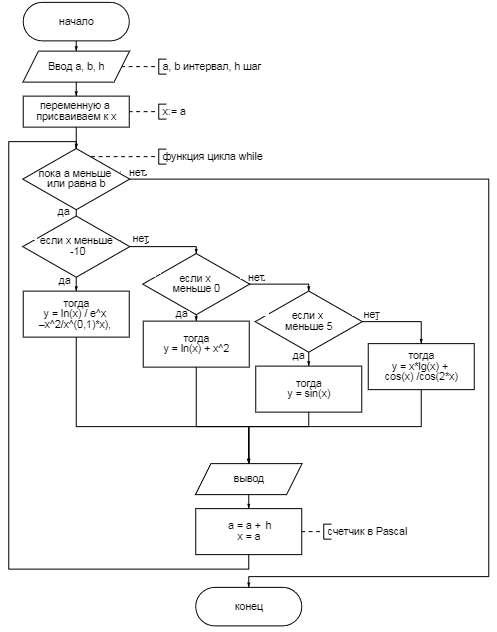 начало
Ввод a, b, h
a, b интервал, h шаг
переменную a
присваиваем к x
x:= a
функция цикла while
пока a меньше
или равна b
нет
да
если x меньше
-10
нет
да
тогда
y = ln(x) / e^x
–x^2/x^(0,1)*x),
если x
меньше 0
нет
да
тогда
y = ln(x) + x^2
если x
меньше 5
нет
да
тогда
y = sin(x)
тогда
y = x*lg(x) +
cos(x) /cos(2*x)
вывод
a = a + h
x = a
счетчик в Pascal
конец